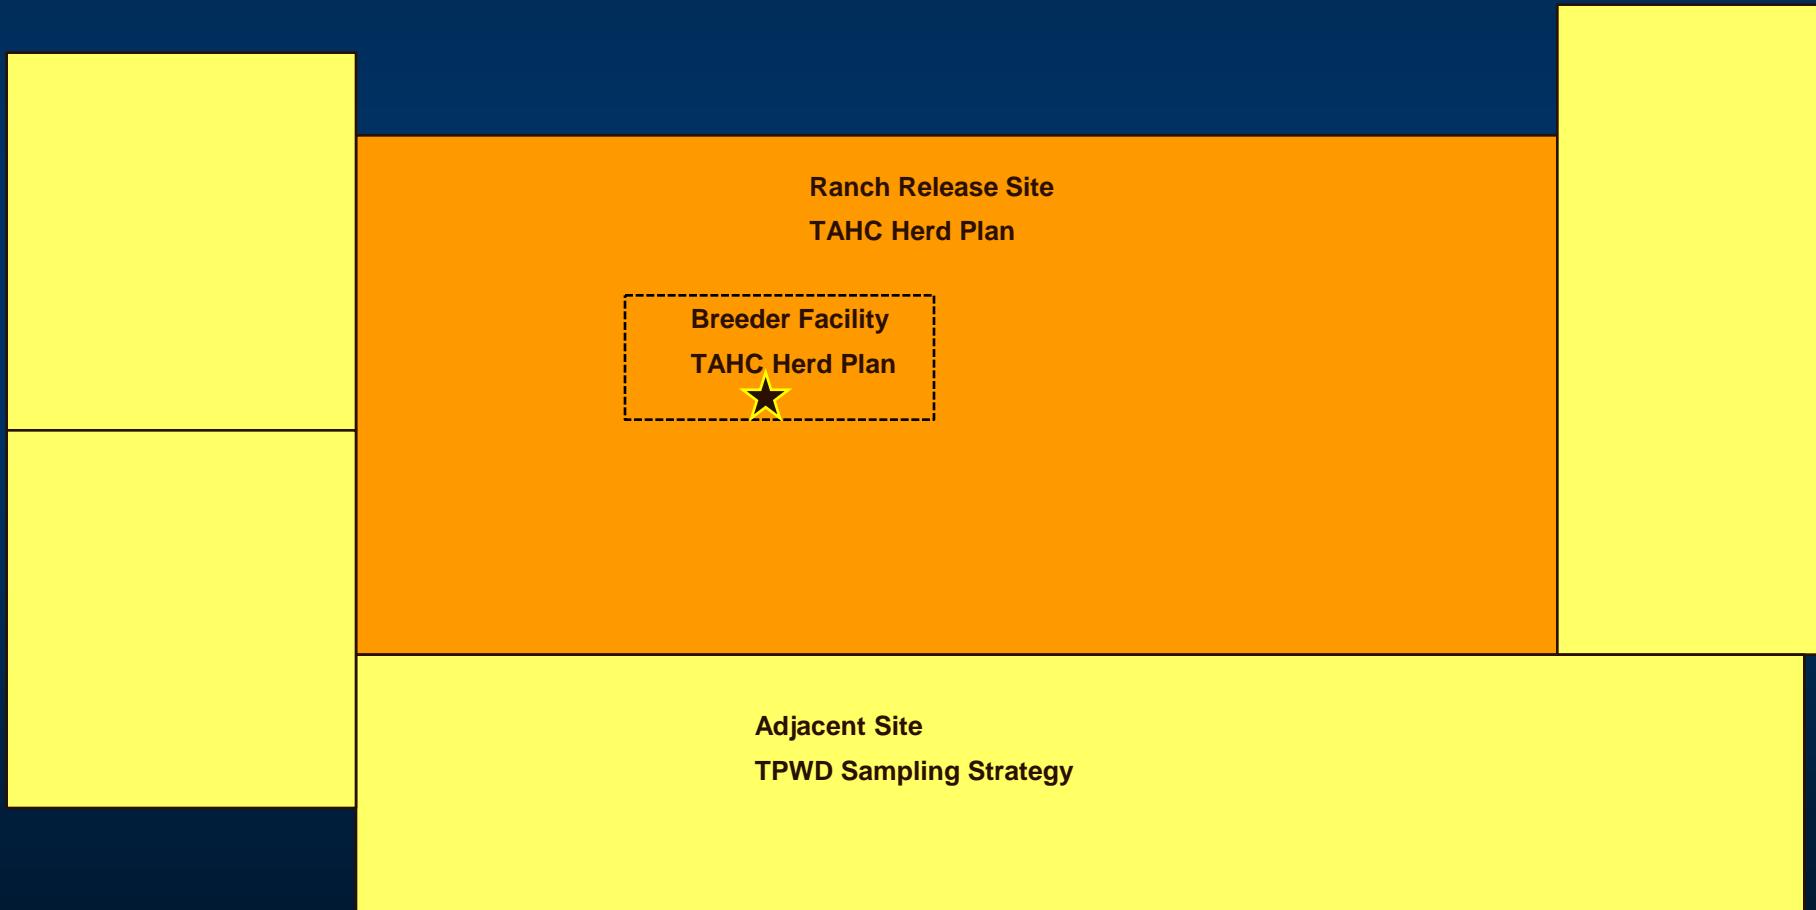 Ranch Release Site
TAHC Herd Plan
Breeder Facility
TAHC Herd Plan
Adjacent Site
TPWD Sampling Strategy